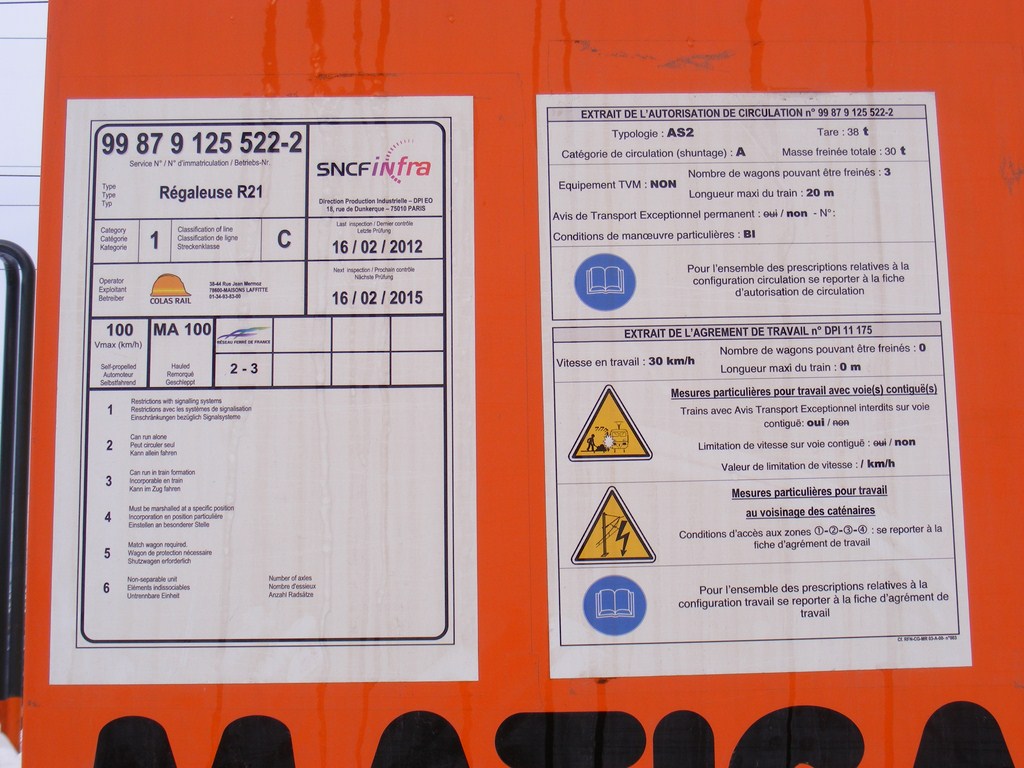 99 87 9 125 522-2
Service N° / N° d'immatriculation / Betriebs-Nr.
Type
Type
Typ
Régaleuse R21
SNCF infra
Direction Production Industrielle – DPI EO
18, rue de Dunkerque – 75010 PARIS
Category
Catégorie
Kategorie
1
Classification of line
Classification de ligne
Streckenklasse
C
Last inspection / Dernier contrôle
Letzte Prüfung
16 / 02 / 2012
Operator
Exploitant
Betreiber
COLAS RAIL
38-44 Rue Jean Mermoz
78600-MAISONS LAFFITTE
Next inspection / Prochain contrôle
Nächste Prüfung
16 / 02 / 2015
100
Vmax (km/h)
MA 100
RÉSEAU FERRÉ DE FRANCE
Self-propelled
Automoteur
Selbstfahrend
Hauled
Remorqué
Geschleppt
2 - 3
1
Restrictions with signalling systems
Restrictions avec les systèmes de signalisation
Einschränkungen bezüglich Signalsysteme
2
Can run alone
Peut circuler seul
Kann allein fahren
3
Can run in train formation
Incorporable en train
Kann im Zug fahren
4
Must be marshalled at a specific position
Incorporation en position particulière
Einstellen an besonderer Stelle
5
Match wagon required.
Wagon de protection nécessaire
Shutzwagen erforderlich
6
Non-separable unit
Eléments indissociables
Untrennbare Einheit
Number of axles
Nombre d'essieux
Anzahl Radsätze
EXTRAIT DE L'AUTORISATION DE CIRCULATION n° 99 87 9 125 522-2
Typologie : AS2
Tare : 38 t
Catégorie de circulation (shuntage) : A
Masse freinée totale : 30 t
Equipement TVM : NON
Nombre de wagons pouvant être freinés : 3
Longueur maxi du train : 20 m
Avis de Transport Exceptionnel permanent : oui / non - N°:
Conditions de manœuvre particulières : BI
Pour l'ensemble des prescriptions relatives à la
configuration circulation se reporter à la fiche
d'autorisation de circulation
EXTRAIT DE L'AGREMENT DE TRAVAIL n° DPI 11 175
Vitesse en travail : 30 km/h
Nombre de wagons pouvant être freinés : 0
Longueur maxi du train : 0 m
Mesures particulières pour travail avec voie(s) contiguë(s)
Trains avec Avis Transport Exceptionnel interdits sur voie
contiguë: oui / non
Limitation de vitesse sur voie contiguë : oui / non
Valeur de limitation de vitesse : / km/h
Mesures particulières pour travail
au voisinage des caténaires
Conditions d'accès aux zones ①-②-③-④ : se reporter à la
fiche d'agrément de travail
Pour l'ensemble des prescriptions relatives à la
configuration travail se reporter à la fiche d'agrément de
travail
MATISA